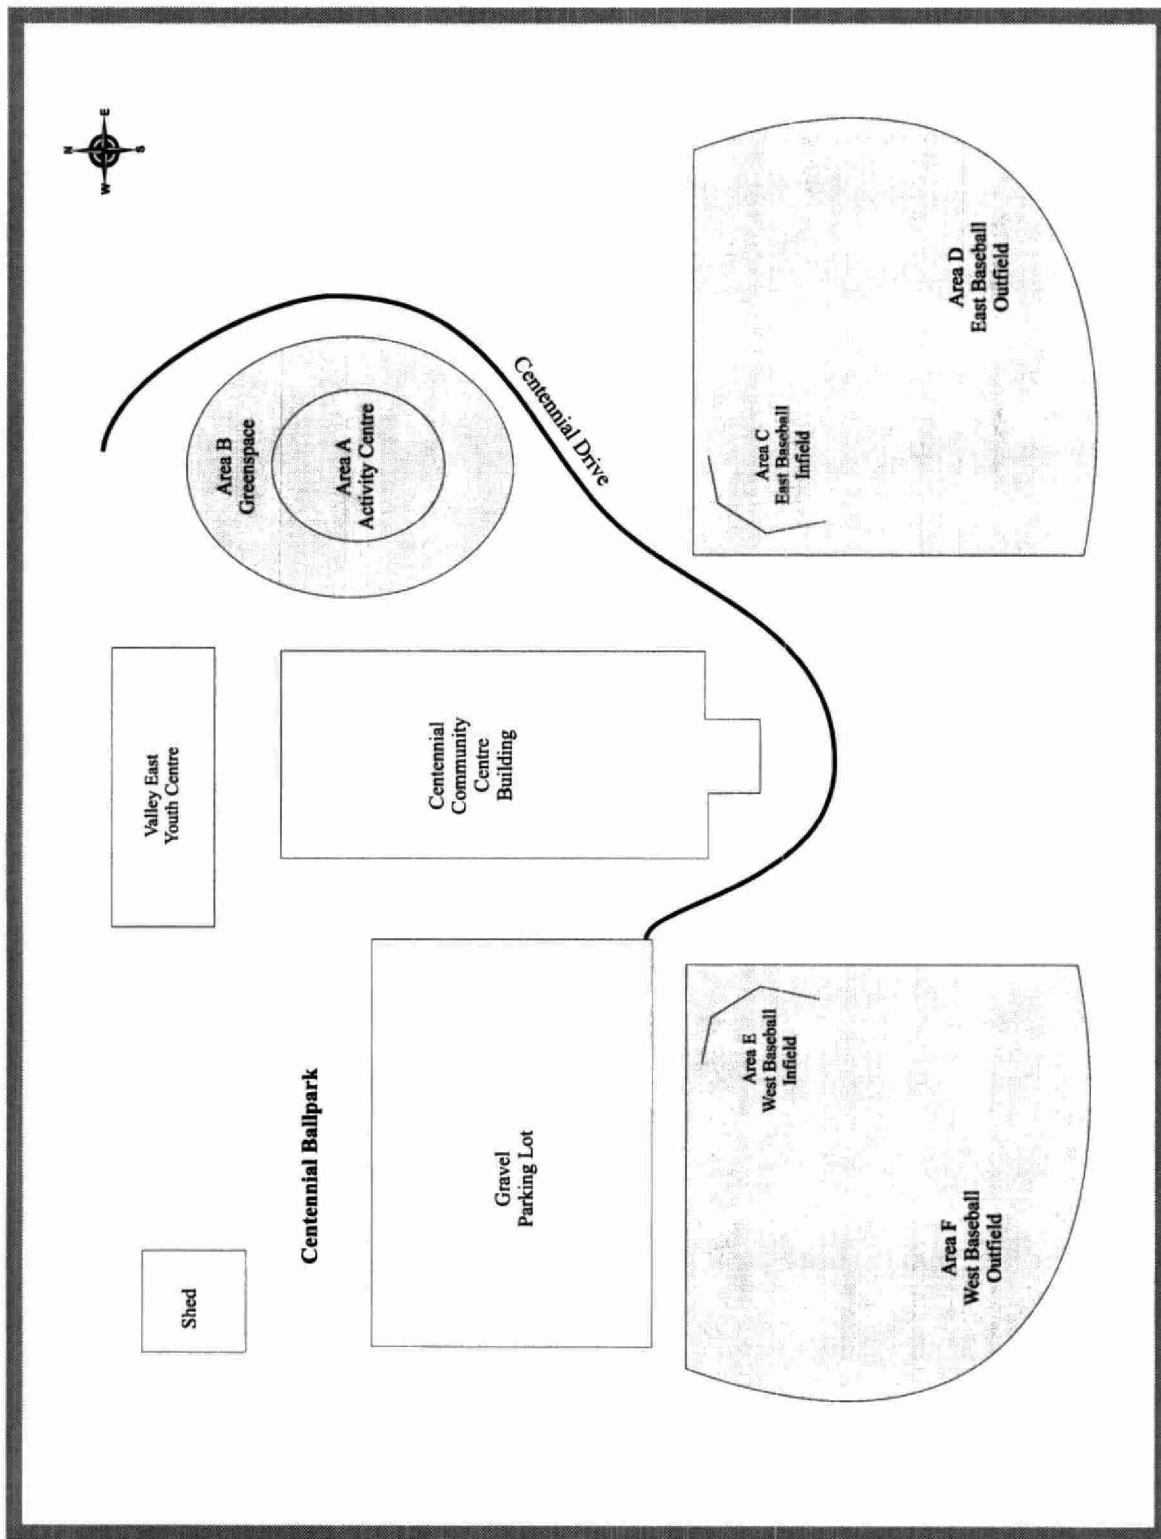 N
W
E
S
Shed
Valley East
Youth Centre
Area B
Greenspace
Area A
Activity Centre
Centennial Ballpark
Centennial
Community
Centre
Building
Centennial Drive
Gravel
Parking Lot
Area E
West Baseball
Infield
Area C
East Baseball
Infield
Area F
West Baseball
Outfield
Area D
East Baseball
Outfield